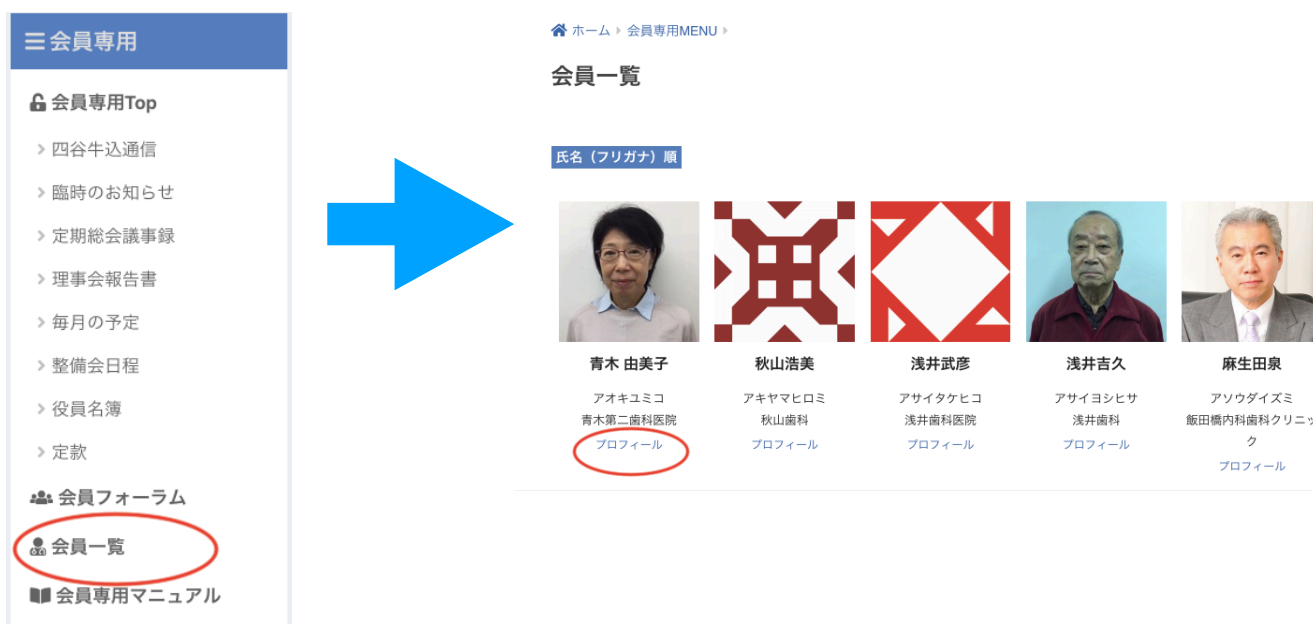 会員専用
会員専用Top
四谷牛込通信
臨時のお知らせ
定期総会議事録
理事会報告書
毎月の予定
整備会日程
役員名簿
定款
会員フォーラム
会員一覧
会員専用マニュアル
ホーム 会員専用MENU
会員一覧
氏名（フリガナ）順
青木 由美子
アオキユミコ
青木第二歯科医院
プロフィール
秋山浩美
アキヤマヒロミ
秋山歯科
プロフィール
浅井武彦
アサイタケヒコ
浅井歯科医院
プロフィール
浅井吉久
アサイヨシヒサ
浅井歯科
プロフィール
麻生田泉
アソウダイズミ
飯田橋内科歯科クリニッ
ク
プロフィール